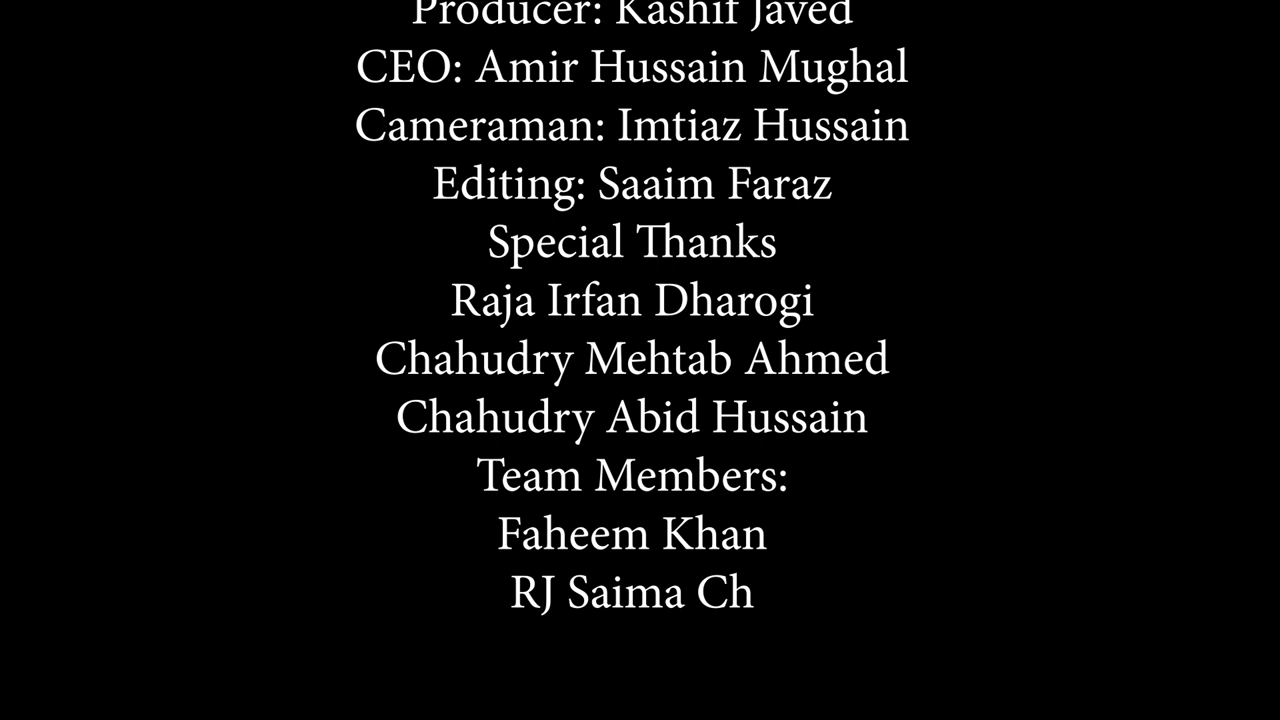 Producer: Kashif Javed
CEO: Amir Hussain Mughal
Cameraman: Imtiaz Hussain
Editing: Saaim Faraz
Special Thanks
Raja Irfan Dharogi
Chahudry Mehtab Ahmed
Chahudry Abid Hussain
Team Members:
Faheem Khan
RJ Saima Ch